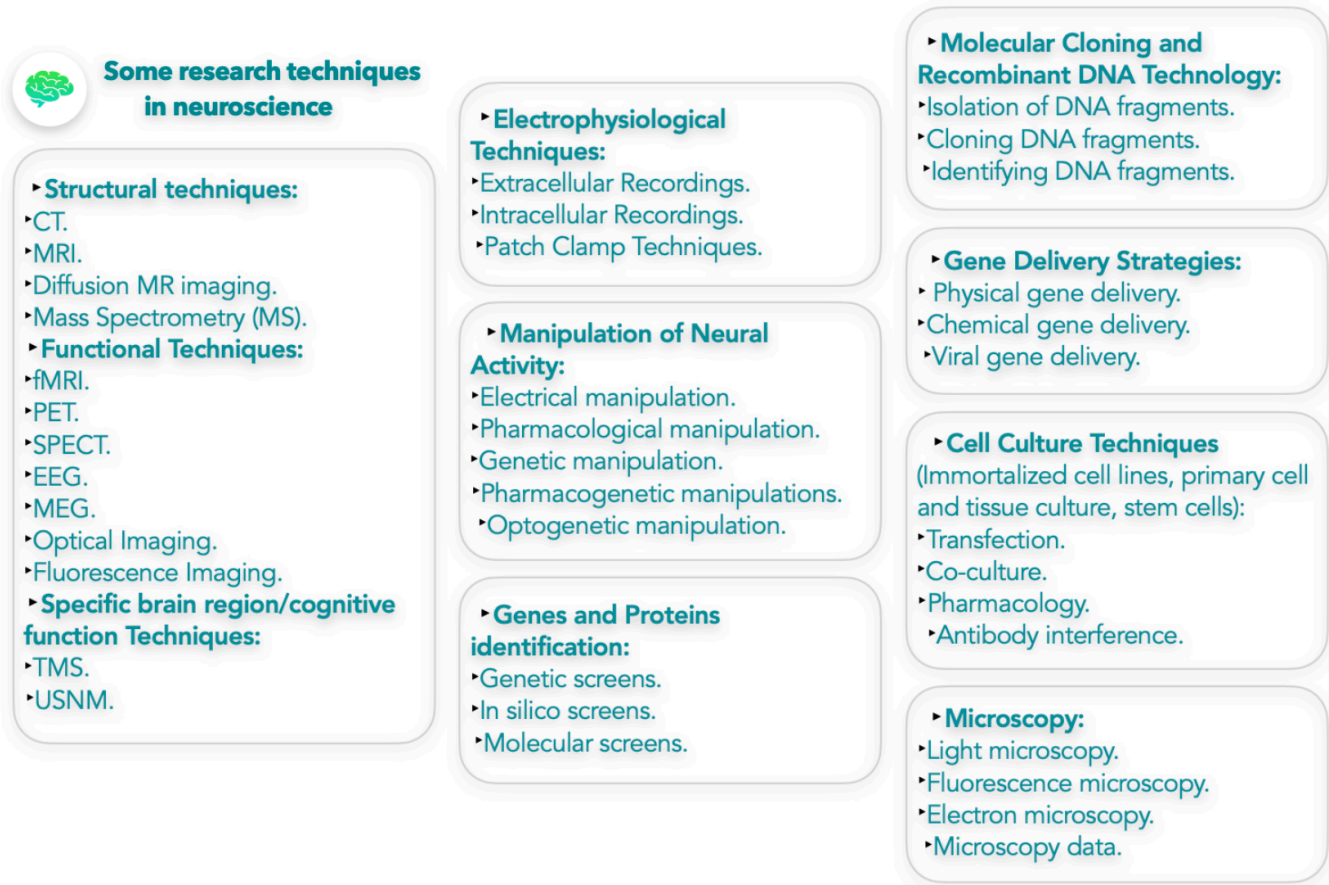 Some research techniques
in neuroscience
‣Structural techniques:
‣CT.
‣MRI.
‣Diffusion MR imaging.
‣Mass Spectrometry (MS).
‣Functional Techniques:
‣fMRI.
‣PET.
‣SPECT.
‣EEG.
‣MEG.
‣Optical Imaging.
‣Fluorescence Imaging.
‣Specific brain region/cognitive
function Techniques:
‣TMS.
‣USNM.
‣Electrophysiological
Techniques:
‣Extracellular Recordings.
‣Intracellular Recordings.
‣Patch Clamp Techniques.
‣Manipulation of Neural
Activity:
‣Electrical manipulation.
‣Pharmacological manipulation.
‣Genetic manipulation.
‣Pharmacogenetic manipulations.
‣Optogenetic manipulation.
‣Genes and Proteins
identification:
‣Genetic screens.
‣In silico screens.
‣Molecular screens.
‣Molecular Cloning and
Recombinant DNA Technology:
‣Isolation of DNA fragments.
‣Cloning DNA fragments.
‣Identifying DNA fragments.
‣Gene Delivery Strategies:
‣ Physical gene delivery.
‣Chemical gene delivery.
‣Viral gene delivery.
‣Cell Culture Techniques
(Immortalized cell lines, primary cell
and tissue culture, stem cells):
‣Transfection.
‣Co-culture.
‣Pharmacology.
‣Antibody interference.
‣Microscopy:
‣Light microscopy.
‣Fluorescence microscopy.
‣Electron microscopy.
‣Microscopy data.